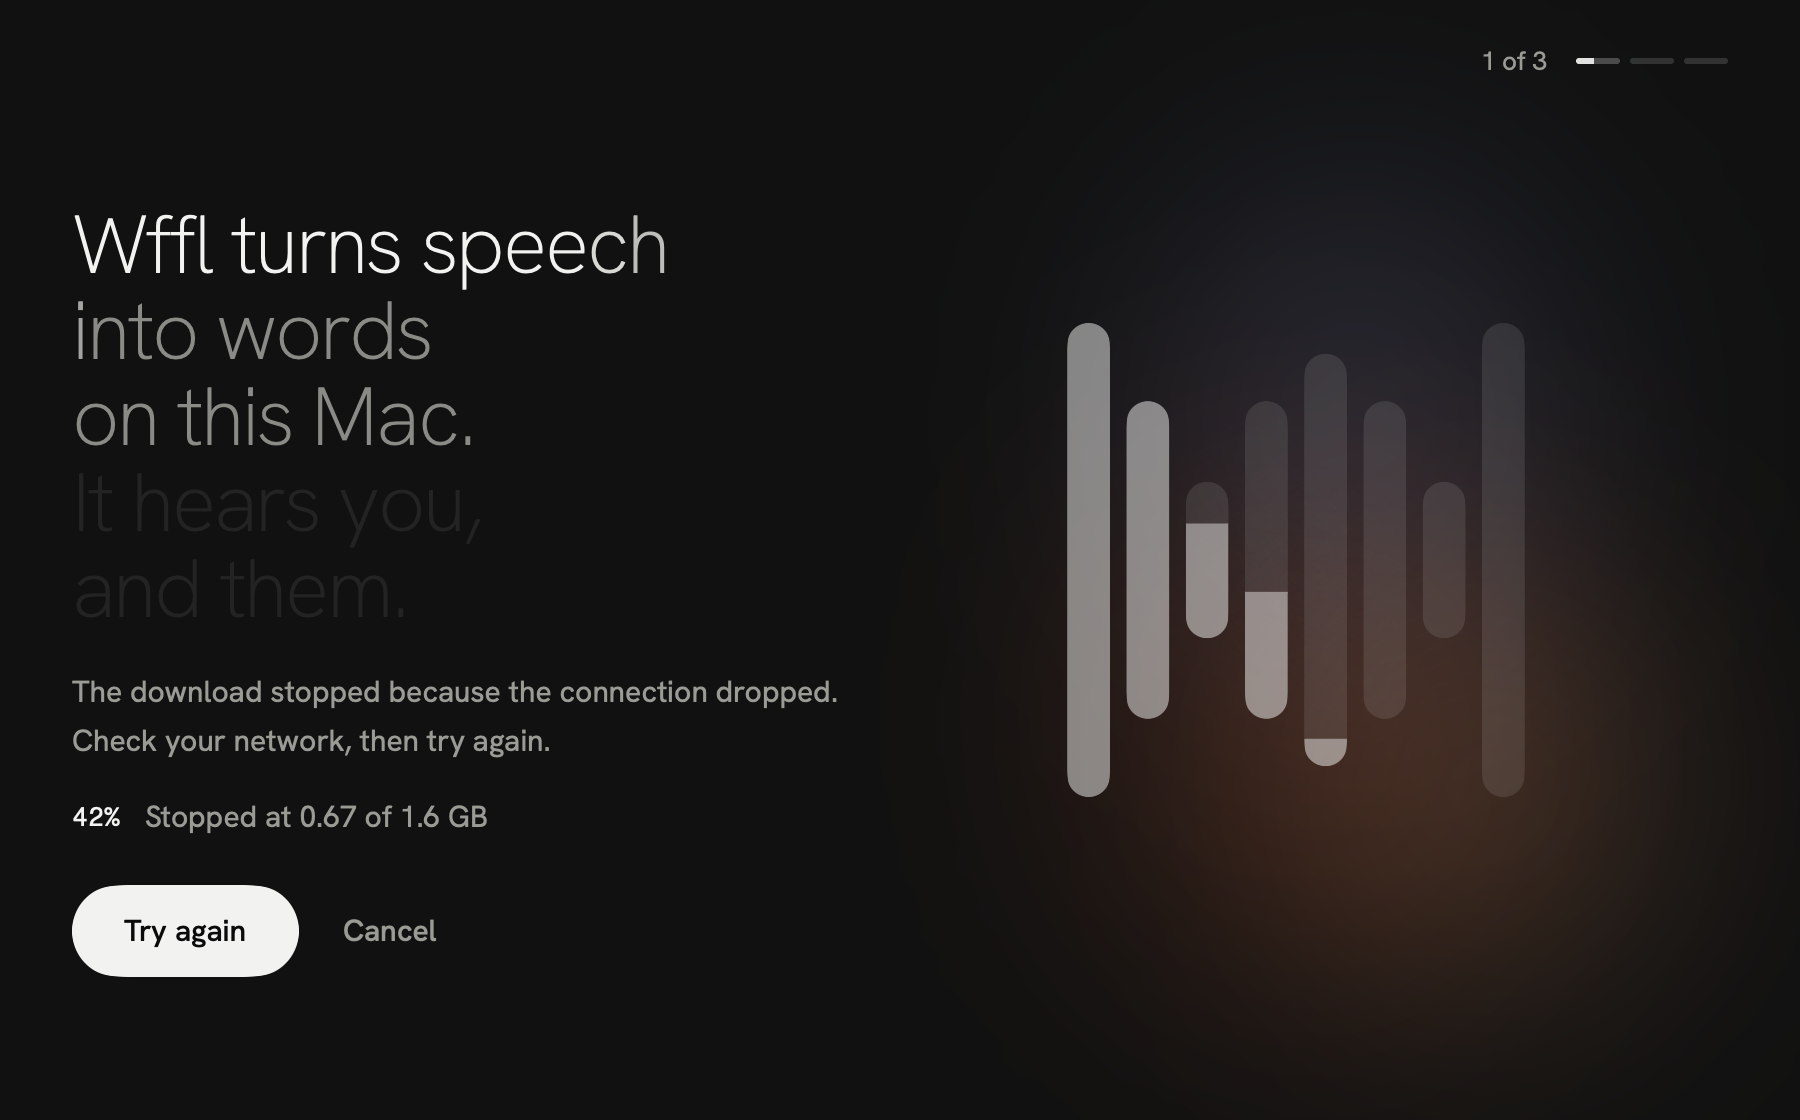 1 of 3
Wffl turns speech
into words
on this Mac.
It hears you,
and them.
The download stopped because the connection dropped.
Check your network, then try again.
42% Stopped at 0.67 of 1.6 GB
Try again Cancel